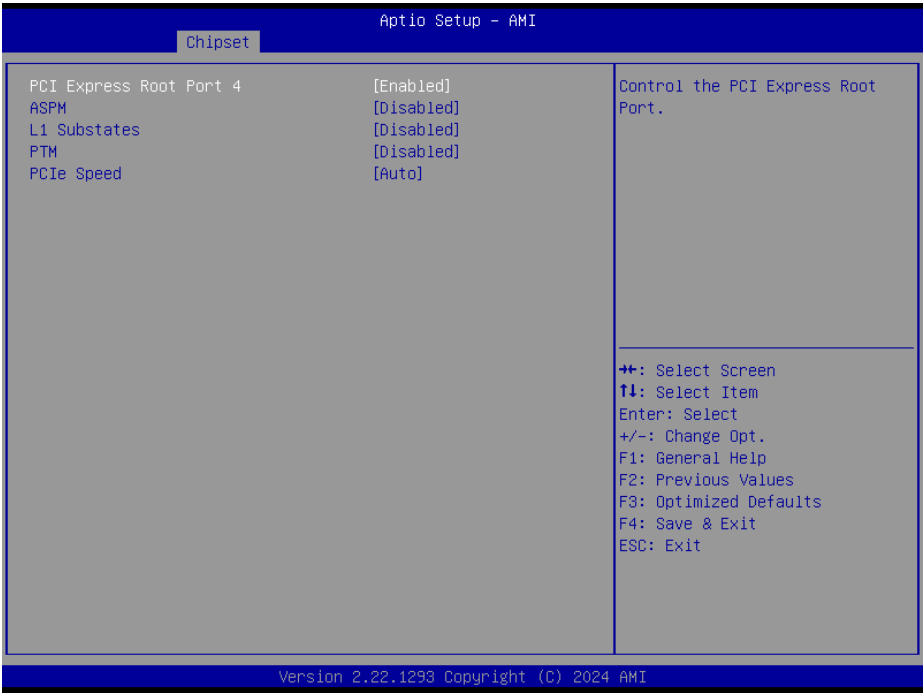 Aptio Setup - AMI
Chipset
PCI Express Root Port 4 [Enabled]
ASPM [Disabled]
L1 Substates [Disabled]
PTM [Disabled]
PCIe Speed [Auto]
Control the PCI Express Root
Port.
→←: Select Screen
↑↓: Select Item
Enter: Select
+/-: Change Opt.
F1: General Help
F2: Previous Values
F3: Optimized Defaults
F4: Save & Exit
ESC: Exit
Version 2.22.1293 Copyright (C) 2024 AMI